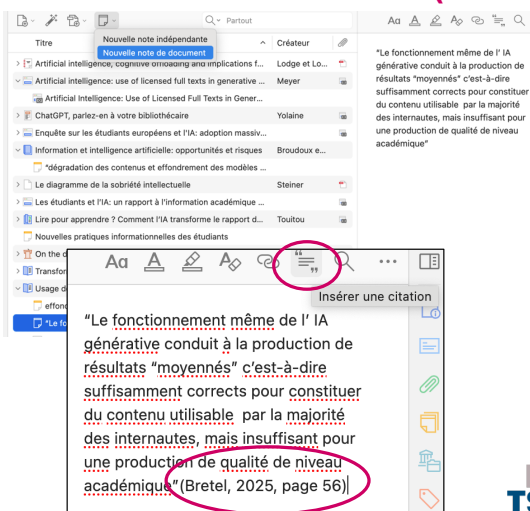 Partout
Nouvelle note indépendante
Nouvelle note de document
Titre
Créateur
Artificial intelligence, cognitive offloading and implications f...
Lodge et Lo...
Artificial intelligence: use of licensed full texts in generative ...
Meyer
Artificial Intelligence: Use of Licensed Full Texts in Gener...
ChatGPT, parlez-en à votre bibliothécaire
Yolaine
Enquête sur les étudiants européens et l'IA: adoption massiv...
Information et intelligence artificielle: opportunités et risques
Broudoux e...
"dégradation des contenus et effondrement des modèles ...
Le diagramme de la sobriété intellectuelle
Steiner
Les étudiants et l'IA: un rapport à l'information académique ...
Lire pour apprendre ? Comment l'IA transforme le rapport d...
Touitou
Nouvelles pratiques informationnelles des étudiants
On the d
Transfor
Usage d
effond
"Le fo
"Le fonctionnement même de l' IA
générative conduit à la production de
résultats "moyennés" c'est-à-dire
suffisamment corrects pour constituer
du contenu utilisable  par la majorité
des internautes, mais insuffisant pour
une production de qualité de niveau
académique"
Insérer une citation
"Le fonctionnement même de l' IA
générative conduit à la production de
résultats "moyennés" c'est-à-dire
suffisamment corrects pour constituer
du contenu utilisable  par la majorité
des internautes, mais insuffisant pour
une production de qualité de niveau
académique"(Bretel, 2025, page 56)